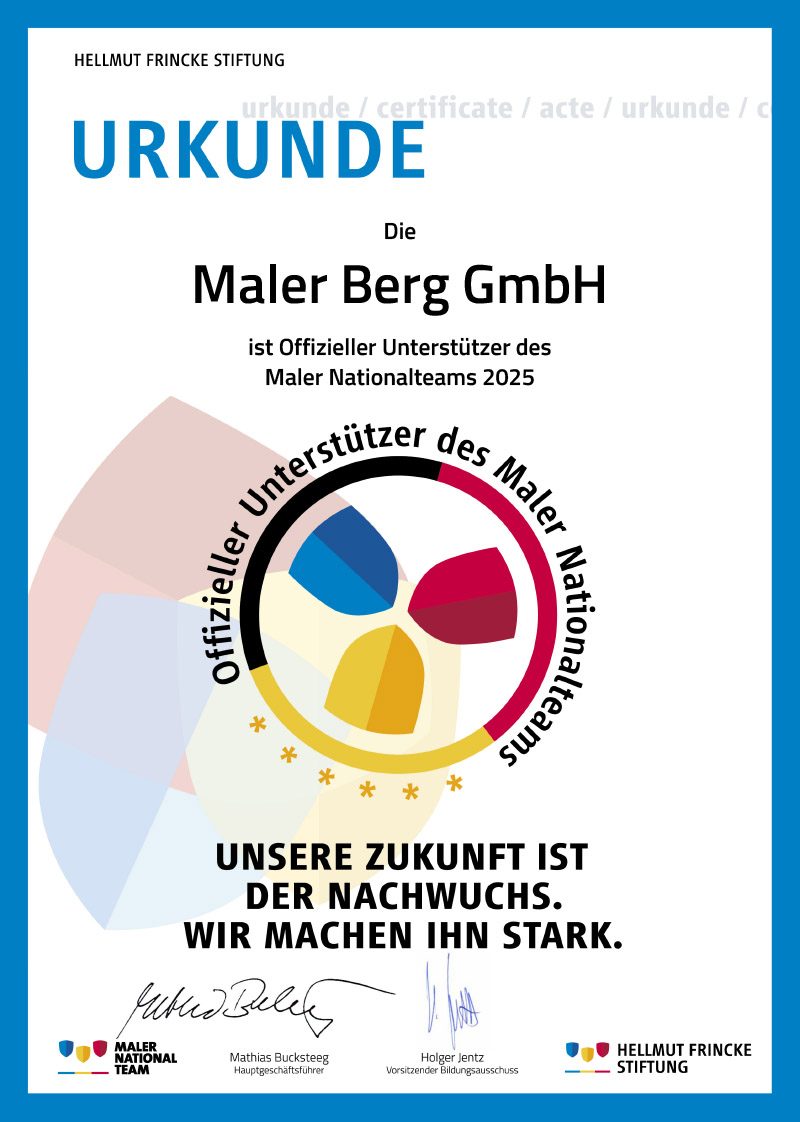 HELLMUT FRINCKE STIFTUNG
urkunde / certificate / acte / urkunde / c
URKUNDE
Die
Maler Berg GmbH
ist Offizieller Unterstützer des
Maler Nationalteams 2025
Offizieller Unterstützer des Maler Nationalteams
* * * * * *
UNSERE ZUKUNFT IST
DER NACHWUCHS.
WIR MACHEN IHN STARK.
MALER
NATIONAL
TEAM
Mathias Bucksteeg
Hauptgeschäftsführer
Holger Jentz
Vorsitzender Bildungsausschuss
HELLMUT FRINCKE
STIFTUNG